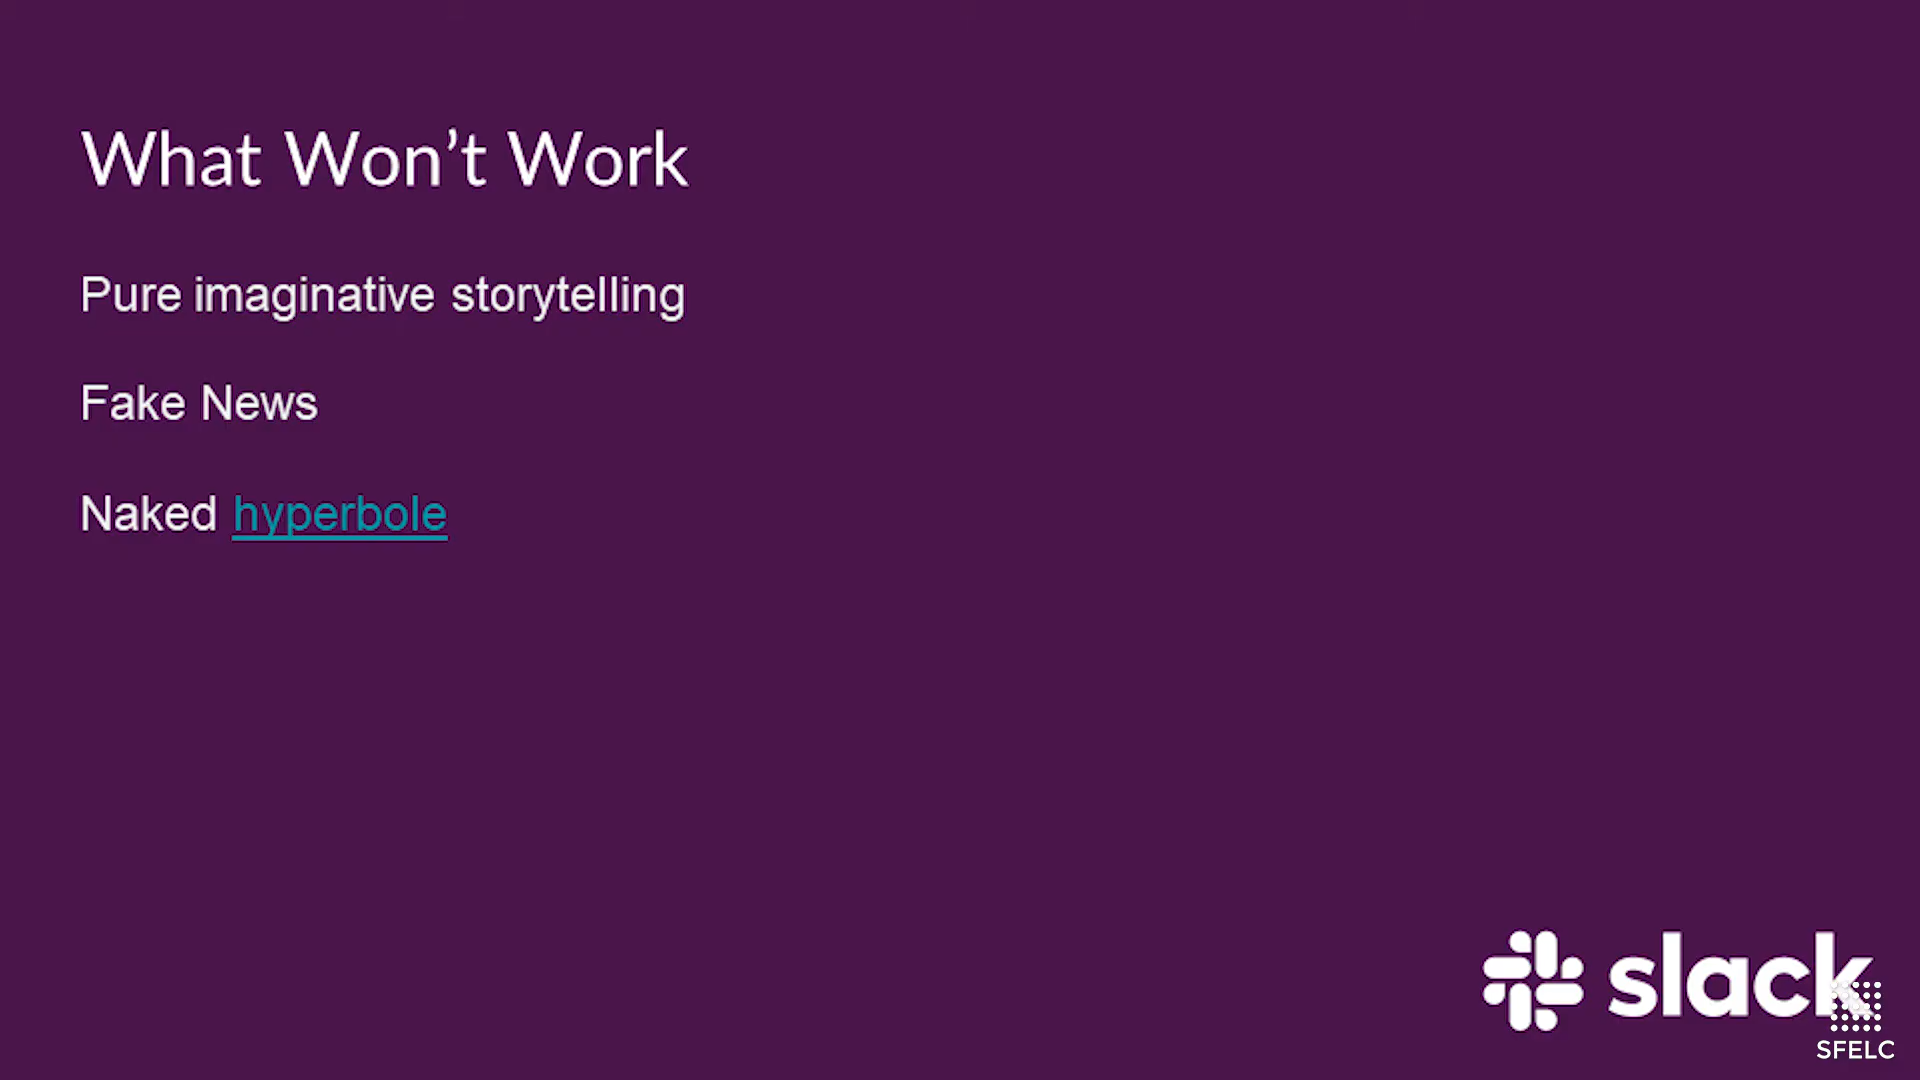 What Won’t Work
Pure imaginative storytelling
Fake News
Naked hyperbole
slack
SFELC